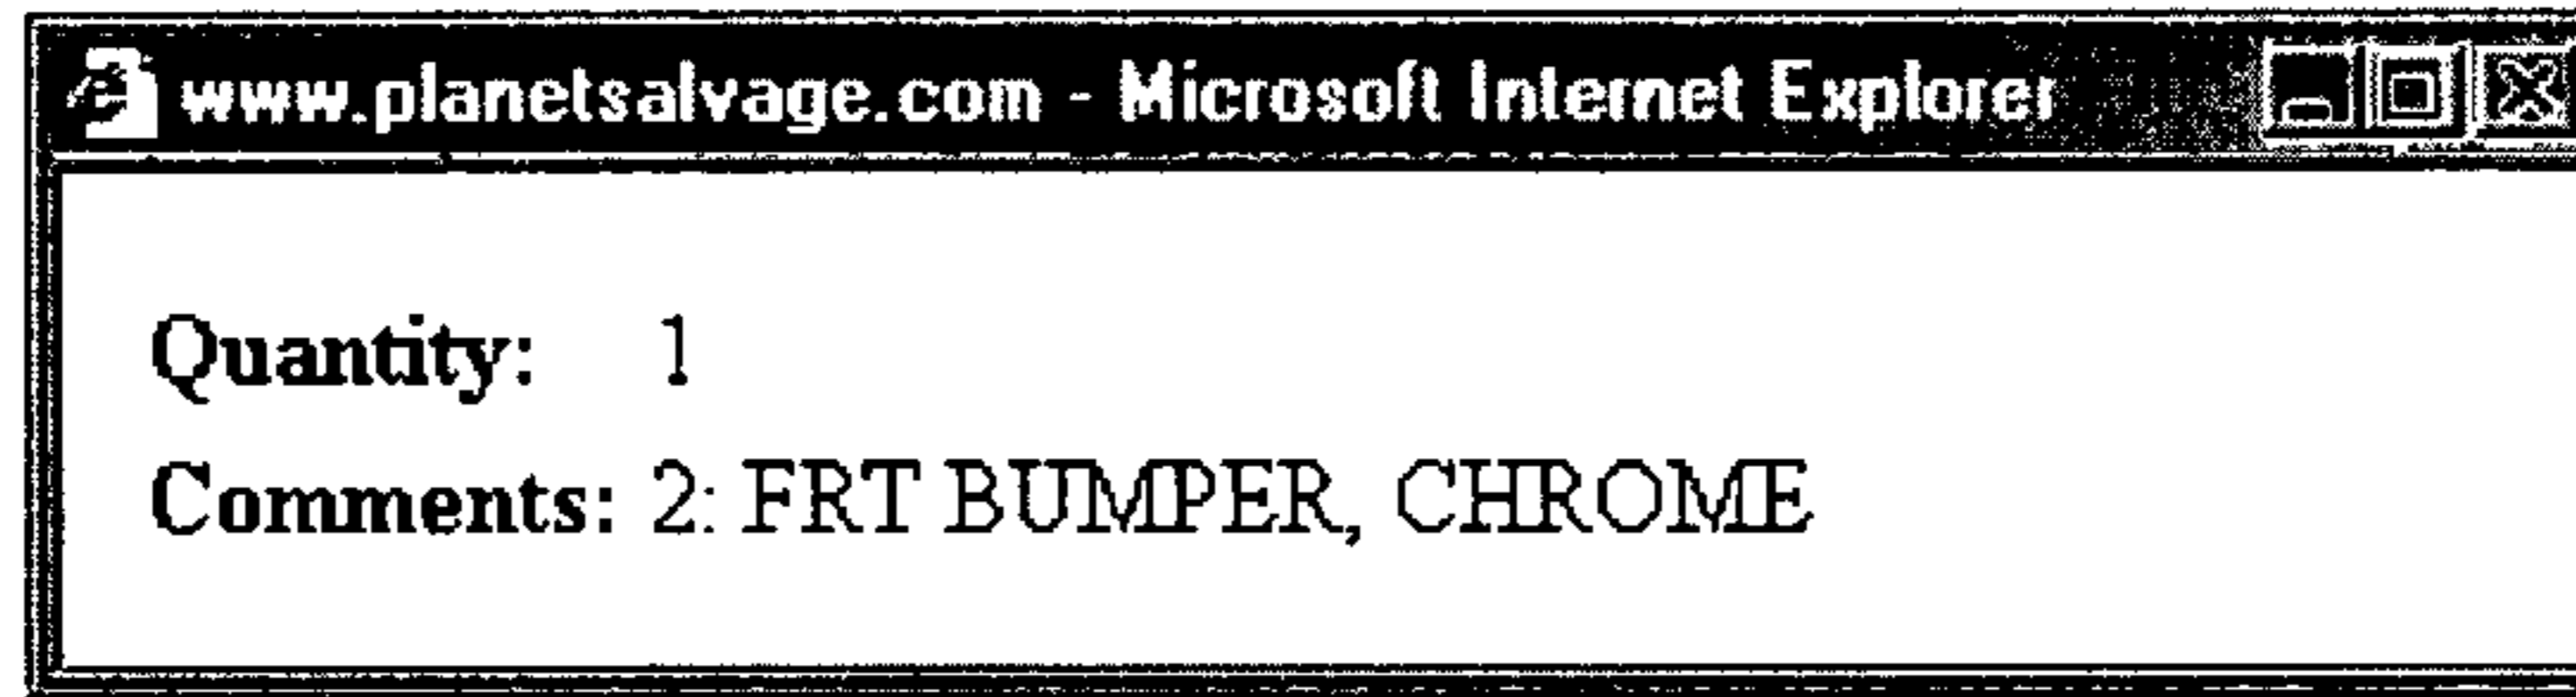 www.planetsalvage.com - Microsoft Internet Explorer
Quantity: 1
Comments: 2: FRT BUMPER, CHROME